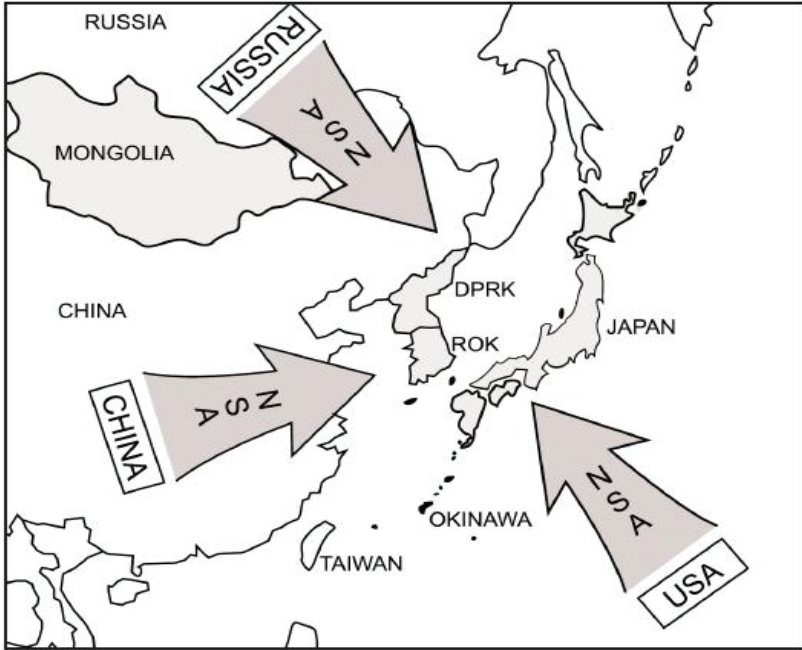 RUSSIA
RUSSIA
NSA
MONGOLIA
DPRK
CHINA
JAPAN
ROK
CHINA
NSA
NSA
OKINAWA
TAIWAN
USA